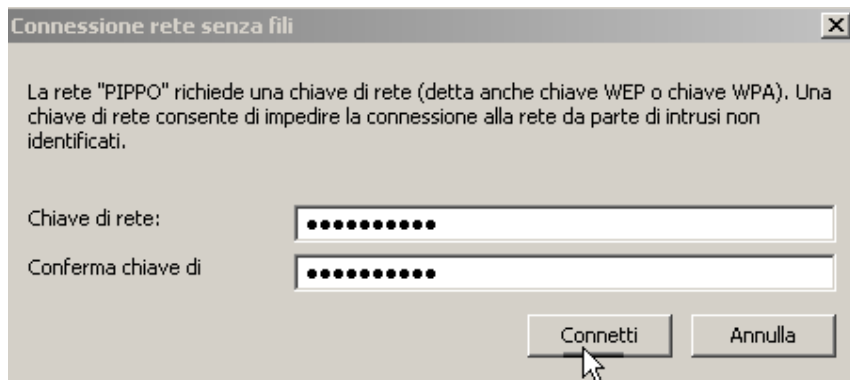 Connessione rete senza fili
La rete "PIPPO" richiede una chiave di rete (detta anche chiave WEP o chiave WPA). Una
chiave di rete consente di impedire la connessione alla rete da parte di intrusi non
identificati.
Chiave di rete: ●●●●●●●●●●
Conferma chiave di ●●●●●●●●●●
Connetti Annulla